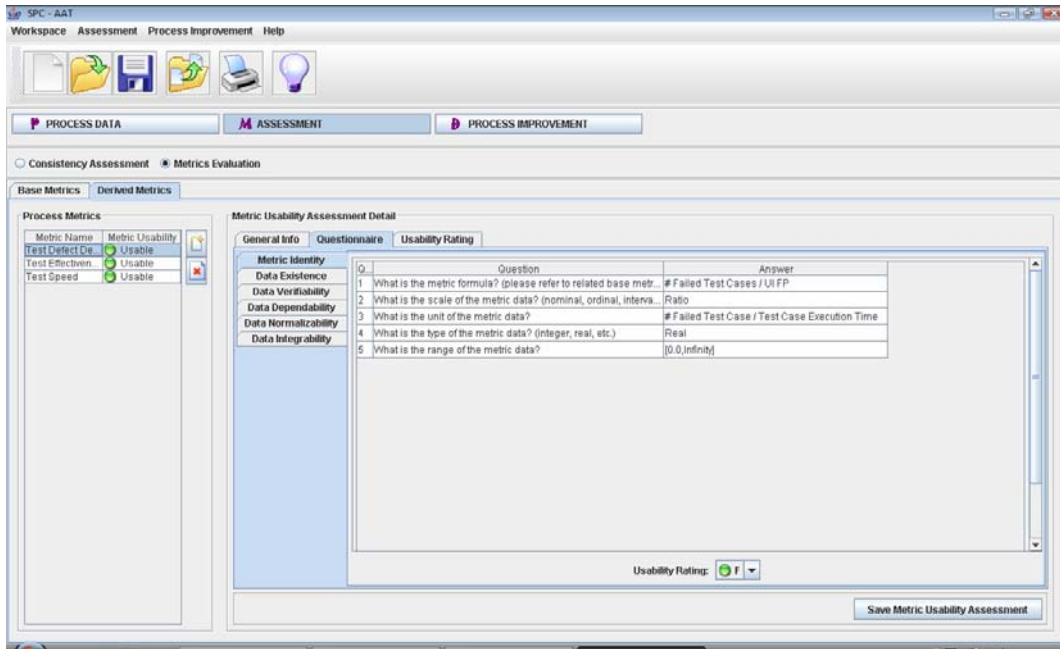 SPC - AAT
Workspace Assessment Process Improvement Help
PROCESS DATA
ASSESSMENT
PROCESS IMPROVEMENT
Consistency Assessment Metrics Evaluation
Base Metrics Derived Metrics
Process Metrics
Metric Name Metric Usability
Test Defect De... Usable
Test Effectiven... Usable
Test Speed Usable
Metric Usability Assessment Detail
General Info Questionnaire Usability Rating
Metric Identity
Data Existence
Data Verifiability
Data Dependability
Data Normalizability
Data Integrability
Q... Question Answer
1 What is the metric formula? (please refer to related base metr... # Failed Test Cases / UI FP
2 What is the scale of the metric data? (nominal, ordinal, interva... Ratio
3 What is the unit of the metric data? # Failed Test Case / Test Case Execution Time
4 What is the type of the metric data? (integer, real, etc.) Real
5 What is the range of the metric data? [0.0,Infinity]
Usability Rating: F
Save Metric Usability Assessment